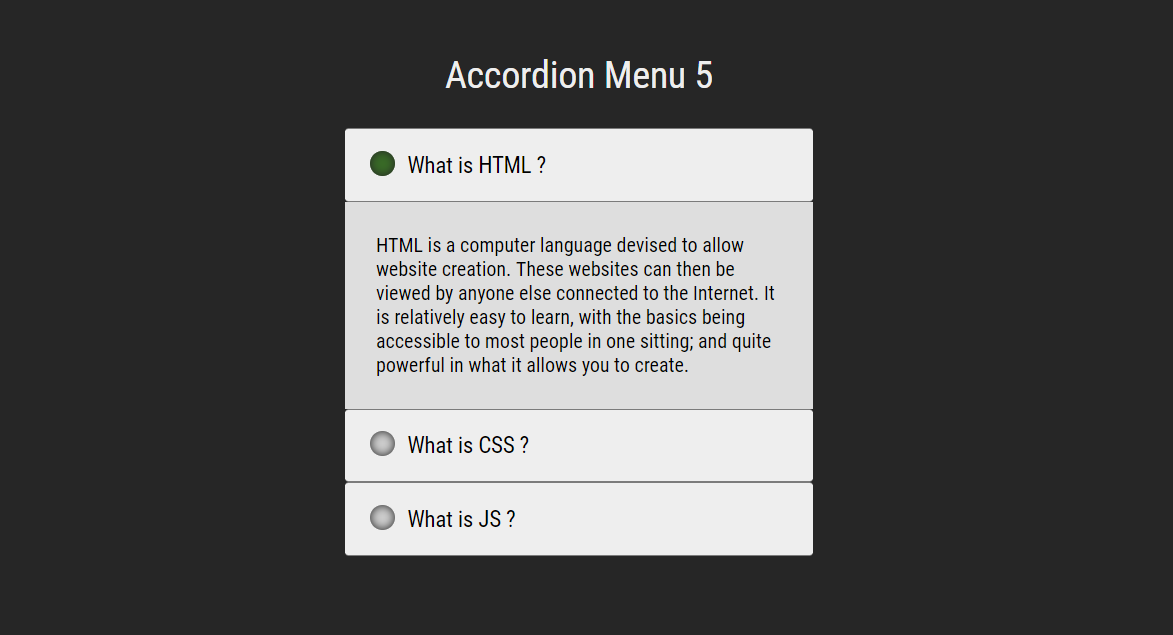 Accordion Menu 5
What is HTML ?
HTML is a computer language devised to allow
website creation. These websites can then be
viewed by anyone else connected to the Internet. It
is relatively easy to learn, with the basics being
accessible to most people in one sitting; and quite
powerful in what it allows you to create.
What is CSS ?
What is JS ?